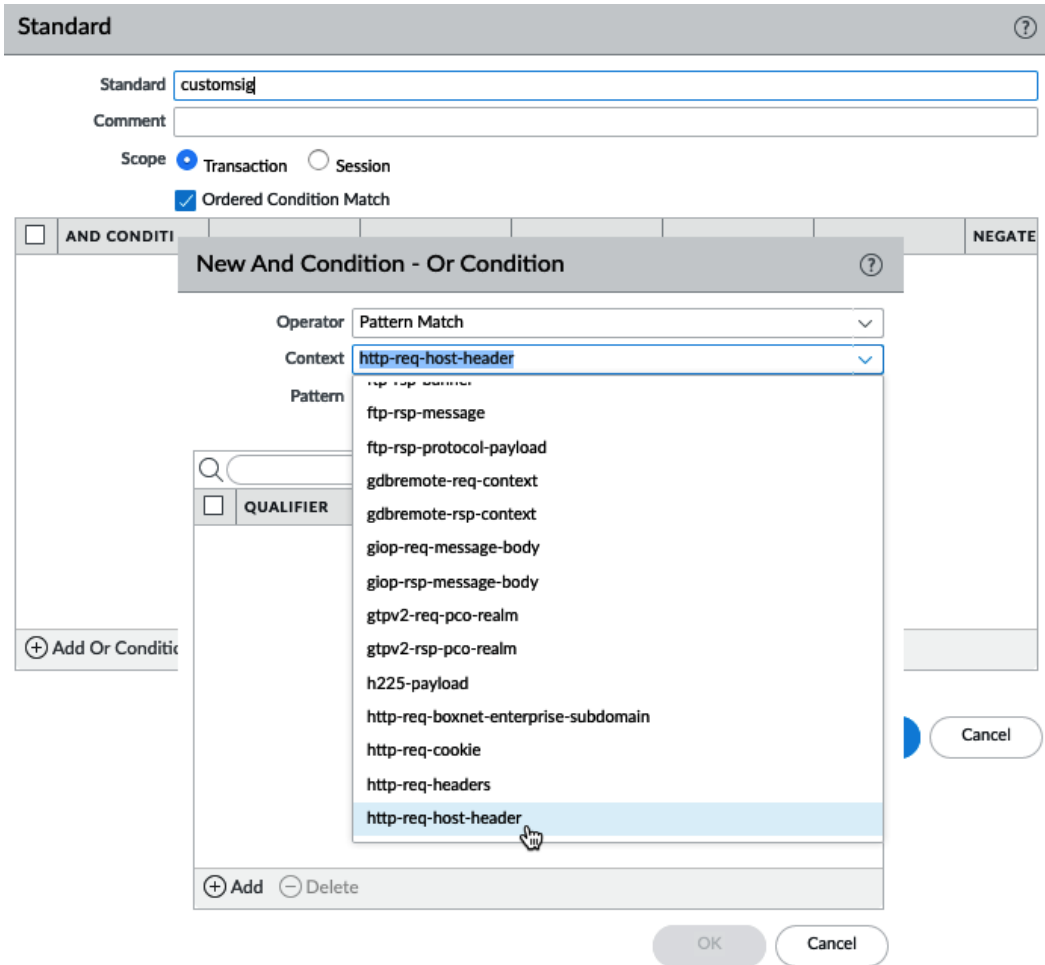 Standard
Standard customsig
Comment
Scope Transaction Session
Ordered Condition Match
AND CONDITI NEGATE
New And Condition - Or Condition
Operator Pattern Match
Context http-req-host-header
Pattern
ftp-rsp-banner
ftp-rsp-message
ftp-rsp-protocol-payload
gdbremote-req-context
QUALIFIER
gdbremote-rsp-context
giop-req-message-body
giop-rsp-message-body
gtpv2-req-pco-realm
gtpv2-rsp-pco-realm
Add Or Conditio
h225-payload
http-req-boxnet-enterprise-subdomain
Cancel
http-req-cookie
http-req-headers
http-req-host-header
Add Delete
OK Cancel